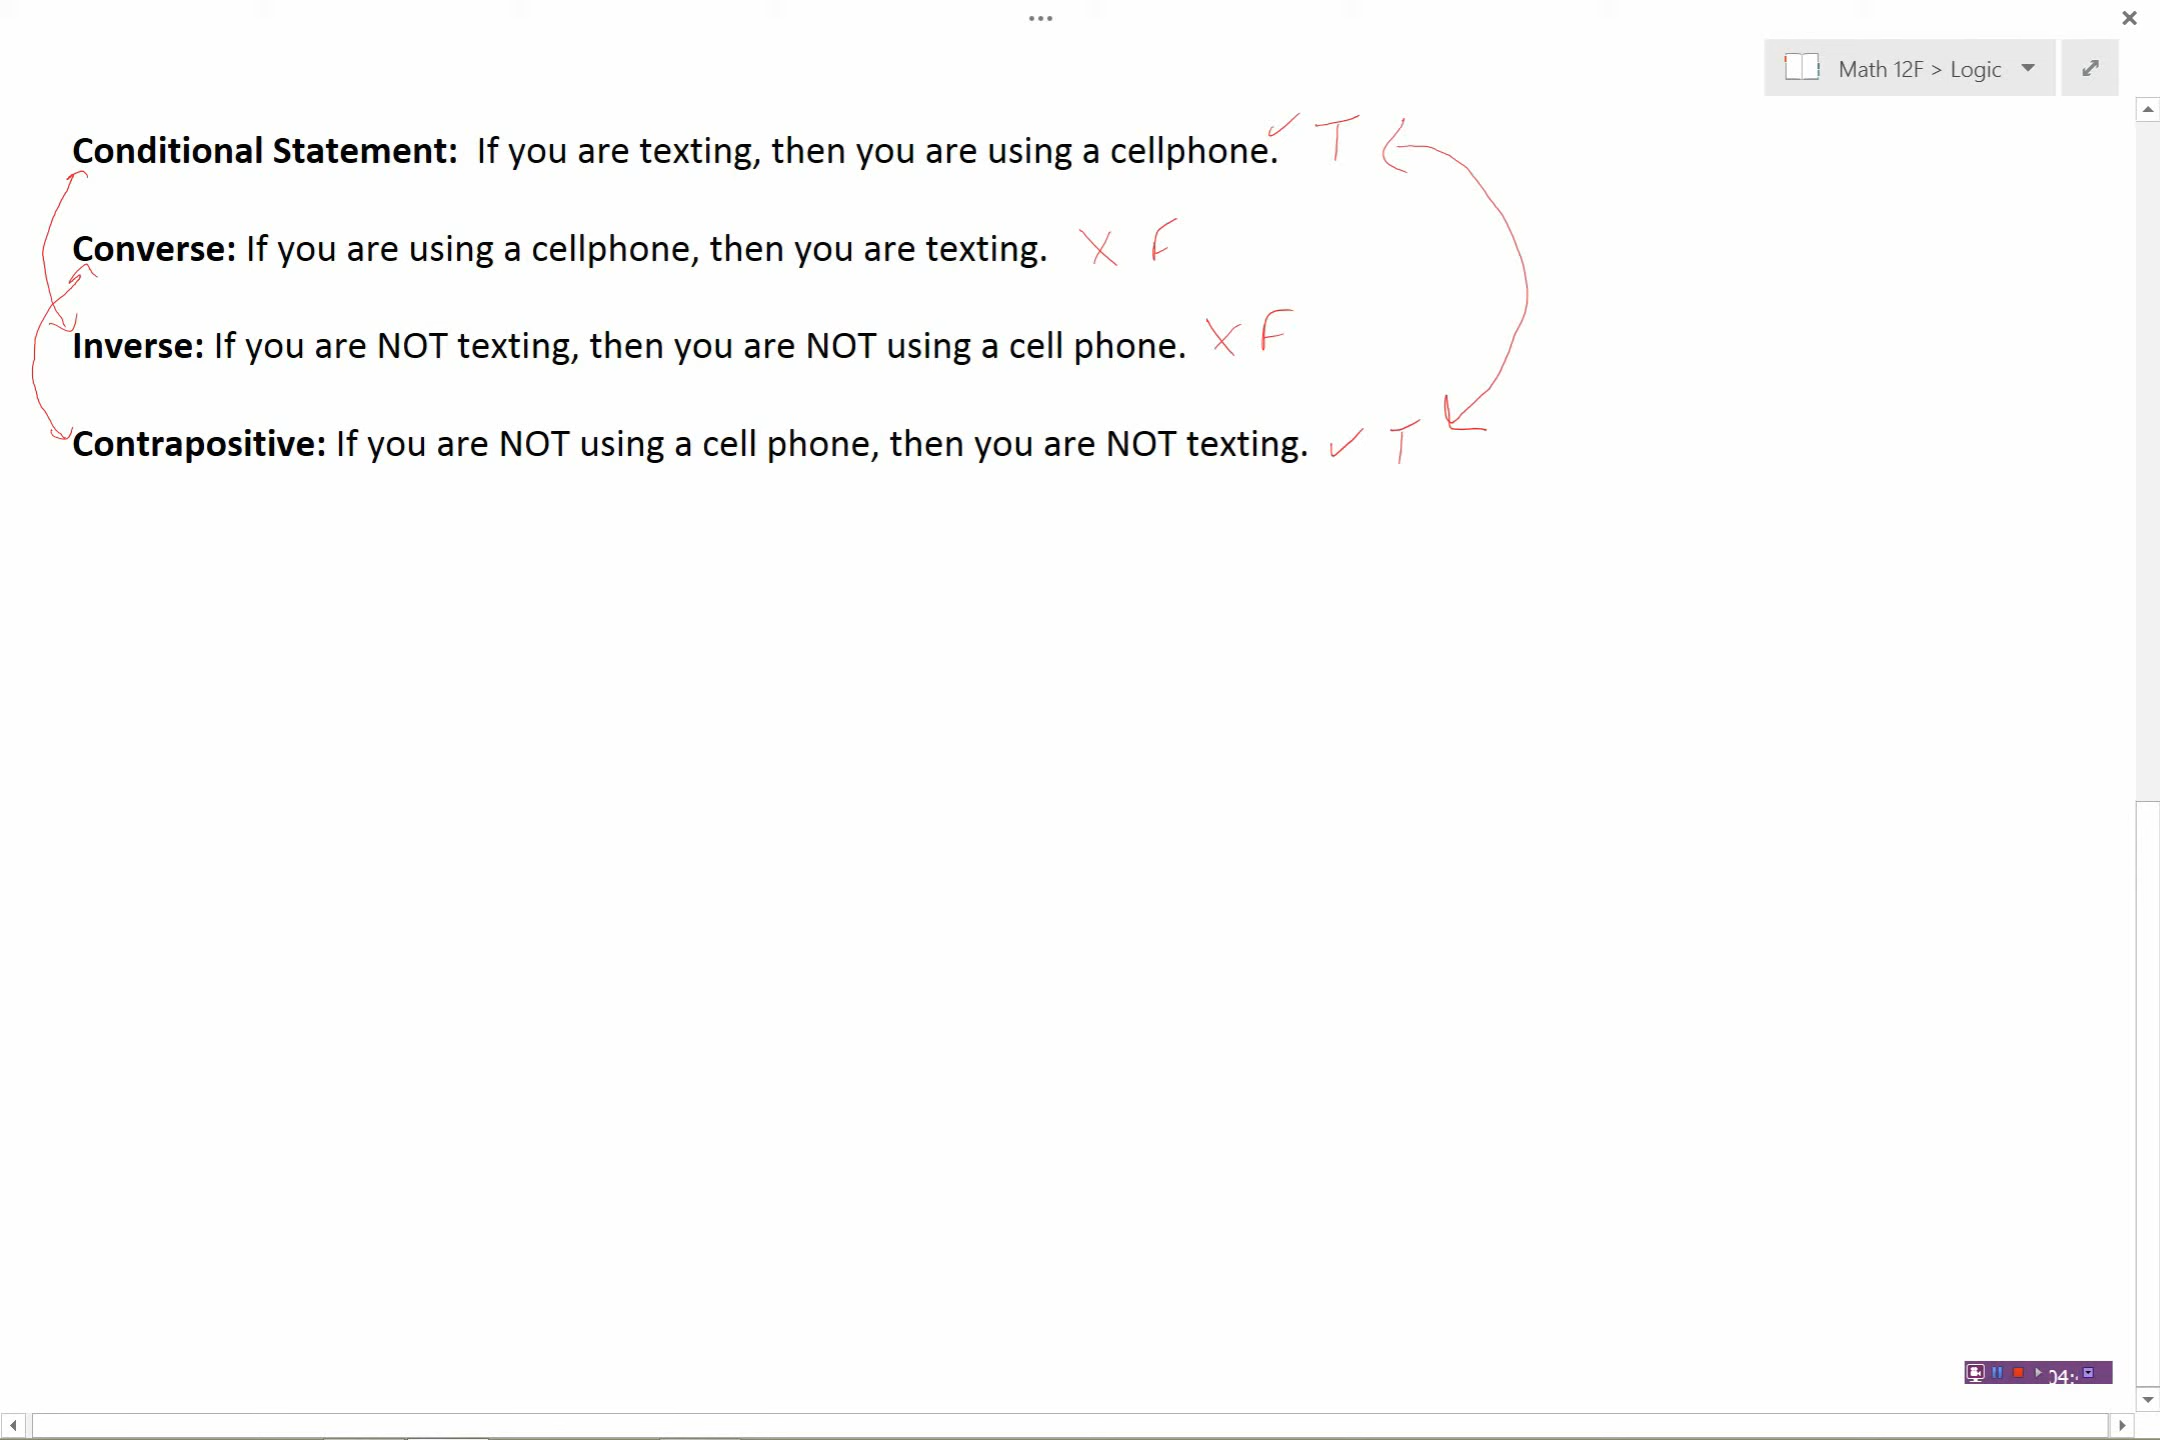 Math 12F > Logic
Conditional Statement: If you are texting, then you are using a cellphone. ✓ T
Converse: If you are using a cellphone, then you are texting. X F
Inverse: If you are NOT texting, then you are NOT using a cell phone. X F
Contrapositive: If you are NOT using a cell phone, then you are NOT texting. ✓ T